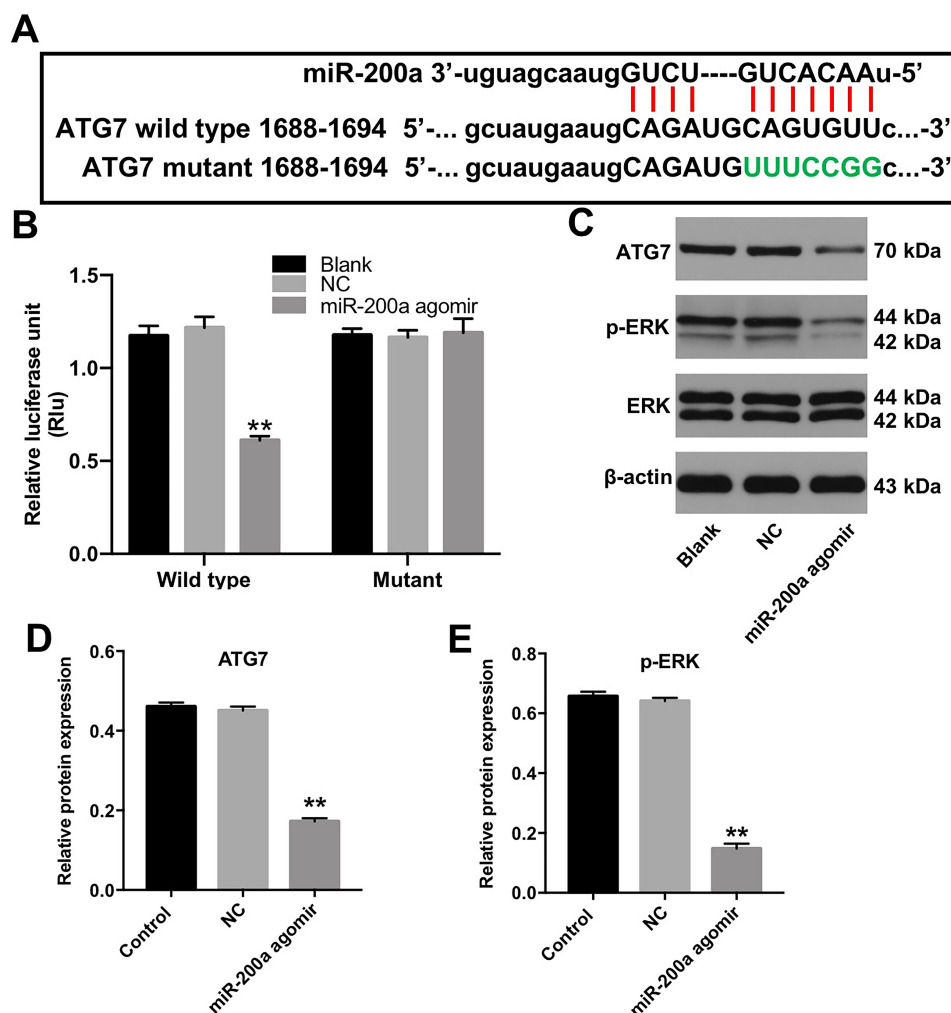 A
miR-200a 3’-uguagcaaugGUCU----GUCACAAu-5’
ATG7 wild type 1688-1694 5’-... gcuaugaaugCAGAUGCAGUGUUc...-3’
ATG7 mutant 1688-1694 5’-... gcuaugaaugCAGAUGUUUCCGGc...-3’
B
Relative luciferase unit
(Rlu)
1.5
1.0
0.5
0.0
Blank
NC
miR-200a agomir
**
Wild type
Mutant
C
ATG7
70 kDa
p-ERK
44 kDa
42 kDa
ERK
44 kDa
42 kDa
β-actin
43 kDa
Blank
NC
miR-200a agomir
D
ATG7
Relative protein expression
0.6
0.4
0.2
0.0
**
Control
NC
miR-200a agomir
E
p-ERK
Relative protein expression
0.8
0.6
0.4
0.2
0.0
**
Control
NC
miR-200a agomir